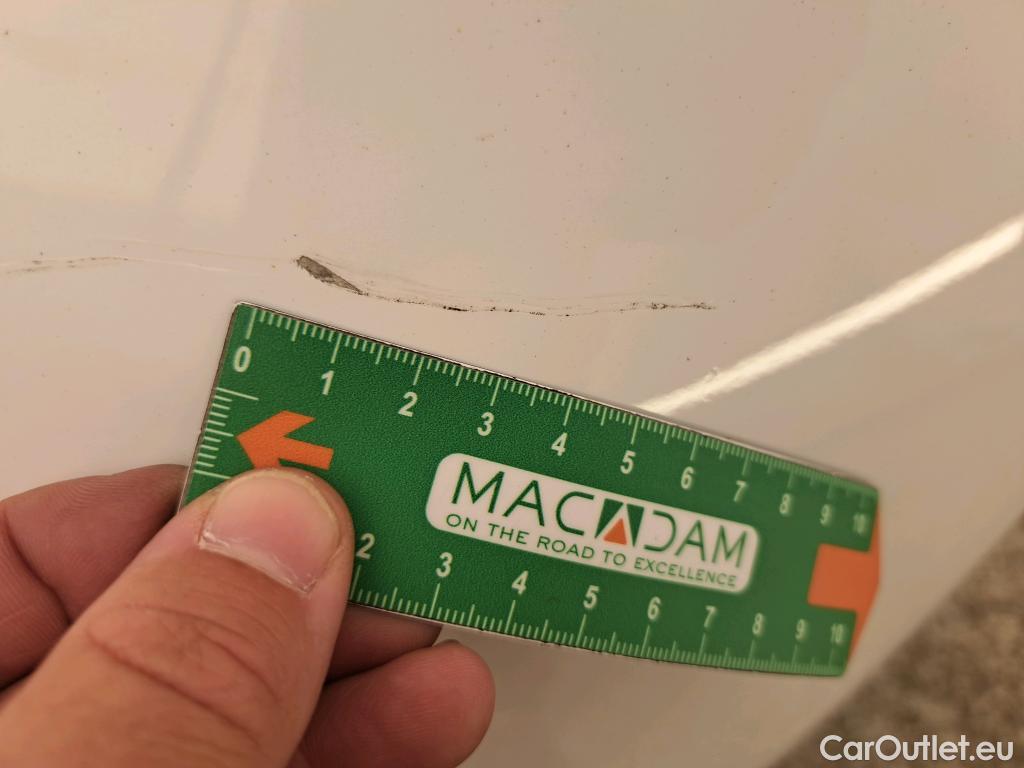 0 1 2 3 4 5 6 7 8 9 10
MACADAM
ON THE ROAD TO EXCELLENCE
2 3 4 5 6 7 8 9 10
CarOutlet.eu